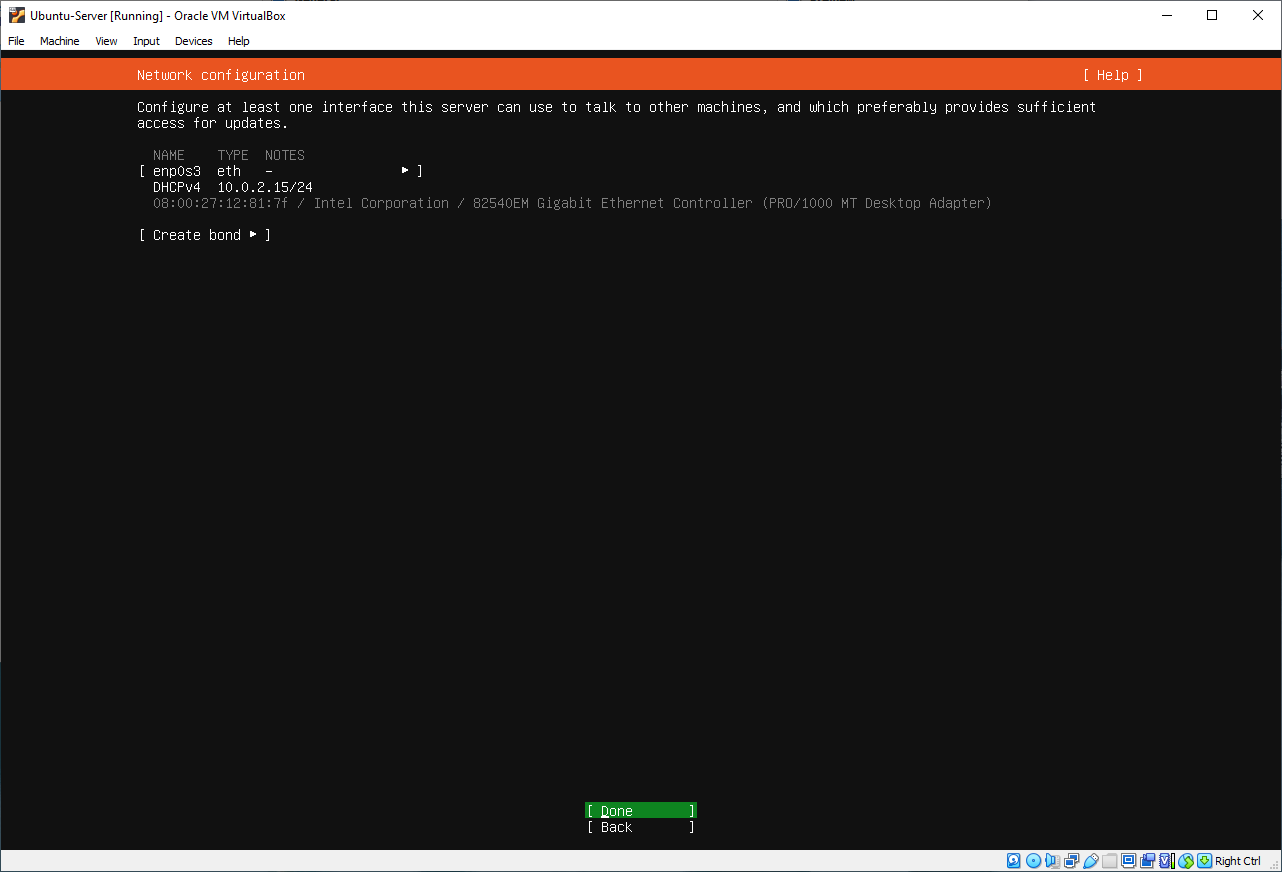 Ubuntu-Server [Running] - Oracle VM VirtualBox
File Machine View Input Devices Help
Network configuration [ Help ]
Configure at least one interface this server can use to talk to other machines, and which preferably provides sufficient
access for updates.
NAME TYPE NOTES
[ enp0s3 eth - ▸ ]
DHCPv4 10.0.2.15/24
08:00:27:12:81:7f / Intel Corporation / 82540EM Gigabit Ethernet Controller (PRO/1000 MT Desktop Adapter)
[ Create bond ▸ ]
[ Done ]
[ Back ]
Right Ctrl